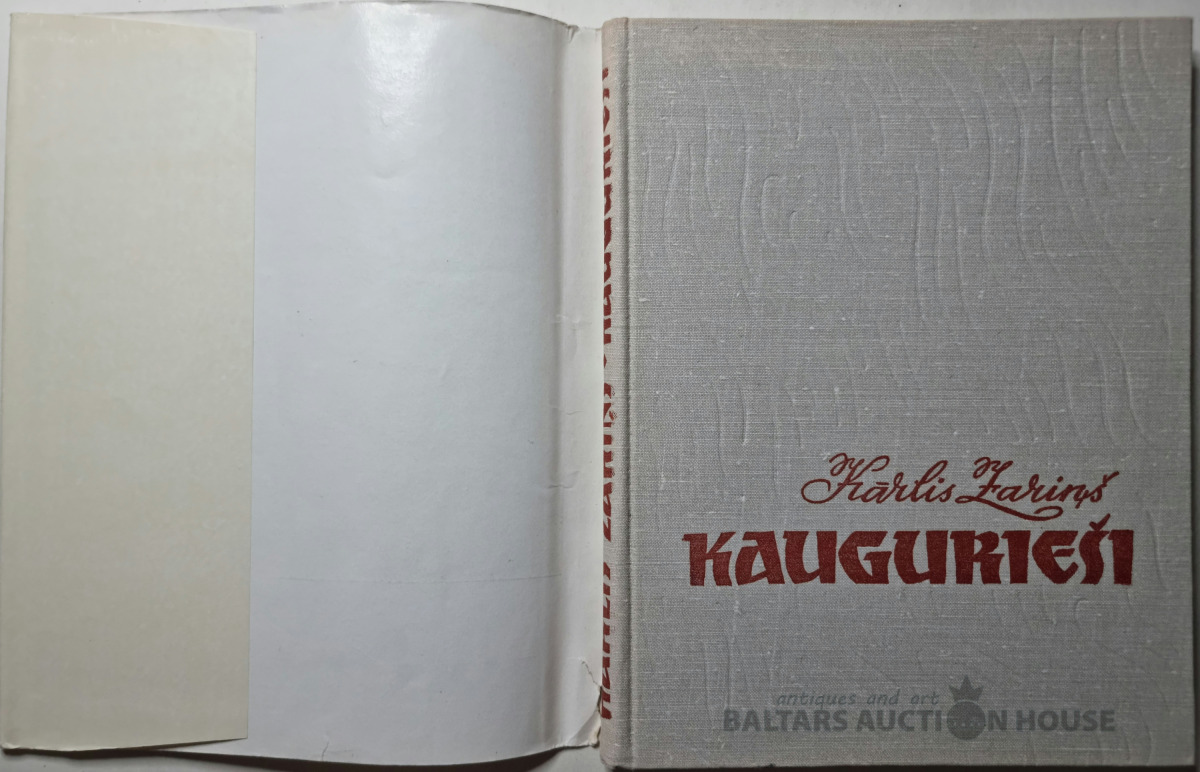 KĀRLIS ZARIŅŠ KAUGURIEŠI
Kārlis Zariņš
KAUGURIEŠI
antiques and art
BALTARS AUCTION HOUSE